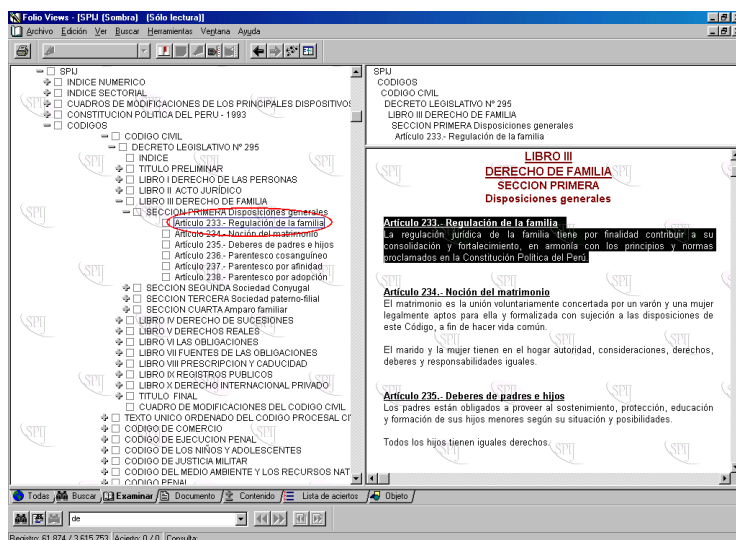 Folio Views - [SPIJ (Sombra) (Sólo lectura)]
Archivo Edición Ver Buscar Herramientas Ventana Ayuda
SPIJ
INDICE NUMERICO
INDICE SECTORIAL
CUADROS DE MODIFICACIONES DE LOS PRINCIPALES DISPOSITIVOS
CONSTITUCION POLITICA DEL PERU - 1993
CODIGOS
CODIGO CIVIL
DECRETO LEGISLATIVO Nº 295
INDICE
TITULO PRELIMINAR
LIBRO I DERECHO DE LAS PERSONAS
LIBRO II ACTO JURÍDICO
LIBRO III DERECHO DE FAMILIA
SECCION PRIMERA Disposiciones generales
Artículo 233.- Regulación de la familia
Artículo 234.- Noción del matrimonio
Artículo 235.- Deberes de padres e hijos
Artículo 236.- Parentesco cosanguíneo
Artículo 237.- Parentesco por afinidad
Artículo 238.- Parentesco por adopción
SECCION SEGUNDA Sociedad Conyugal
SECCION TERCERA Sociedad paterno-filial
SECCION CUARTA Amparo familiar
LIBRO IV DERECHO DE SUCESIONES
LIBRO V DERECHOS REALES
LIBRO VI LAS OBLIGACIONES
LIBRO VII FUENTES DE LAS OBLIGACIONES
LIBRO VIII PRESCRIPCION Y CADUCIDAD
LIBRO IX REGISTROS PUBLICOS
LIBRO X DERECHO INTERNACIONAL PRIVADO
TITULO FINAL
CUADRO DE MODIFICACIONES DEL CODIGO CIVIL
TEXTO UNICO ORDENADO DEL CODIGO PROCESAL CI
CODIGO DE COMERCIO
CODIGO DE EJECUCION PENAL
CODIGO DE LOS NIÑOS Y ADOLESCENTES
CODIGO DE JUSTICIA MILITAR
CODIGO DEL MEDIO AMBIENTE Y LOS RECURSOS NAT
CODIGO PENAL
SPIJ
CODIGOS
CODIGO CIVIL
DECRETO LEGISLATIVO Nº 295
LIBRO III DERECHO DE FAMILIA
SECCION PRIMERA Disposiciones generales
Artículo 233.- Regulación de la familia
LIBRO III
DERECHO DE FAMILIA
SECCION PRIMERA
Disposiciones generales
Artículo 233.- Regulación de la familia
La regulación jurídica de la familia tiene por finalidad contribuir a su
consolidación y fortalecimiento, en armonía con los principios y normas
proclamados en la Constitución Política del Perú.
Artículo 234.- Noción del matrimonio
El matrimonio es la unión voluntariamente concertada por un varón y una mujer
legalmente aptos para ella y formalizada con sujeción a las disposiciones de
este Código, a fin de hacer vida común.
El marido y la mujer tienen en el hogar autoridad, consideraciones, derechos,
deberes y responsabilidades iguales.
Artículo 235.- Deberes de padres e hijos
Los padres están obligados a proveer al sostenimiento, protección, educación
y formación de sus hijos menores según su situación y posibilidades.
Todos los hijos tienen iguales derechos.
Todas Buscar Examinar Documento Contenido Lista de aciertos Objeto
de
Registro: 61.874 / 3.615.753 Acierto: 0 / 0 Consulta: